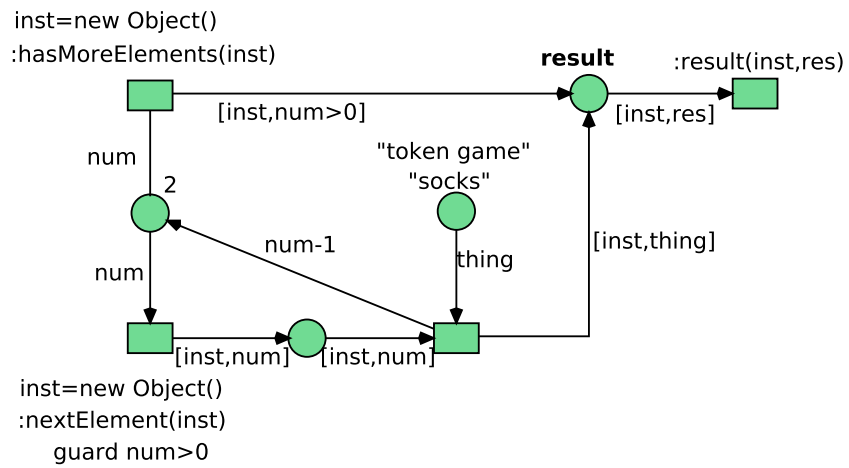 inst=new Object()
:hasMoreElements(inst)
result
:result(inst,res)
[inst,num>0]
[inst,res]
num
"token game"
"socks"
2
num-1
[inst,thing]
thing
num
[inst,num]
[inst,num]
inst=new Object()
:nextElement(inst)
guard num>0